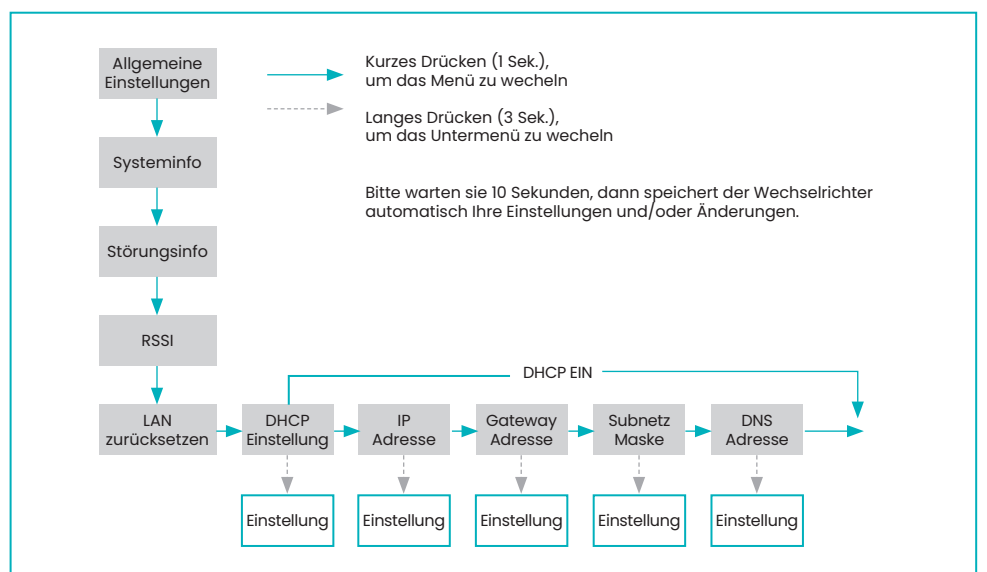 Allgemeine
Einstellungen
Kurzes Drücken (1 Sek.),
um das Menü zu wecheln
Langes Drücken (3 Sek.),
um das Untermenü zu wecheln
Systeminfo
Bitte warten sie 10 Sekunden, dann speichert der Wechselrichter
automatisch Ihre Einstellungen und/oder Änderungen.
Störungsinfo
RSSI
DHCP EIN
LAN
zurücksetzen
DHCP
Einstellung
IP
Adresse
Gateway
Adresse
Subnetz
Maske
DNS
Adresse
Einstellung
Einstellung
Einstellung
Einstellung
Einstellung